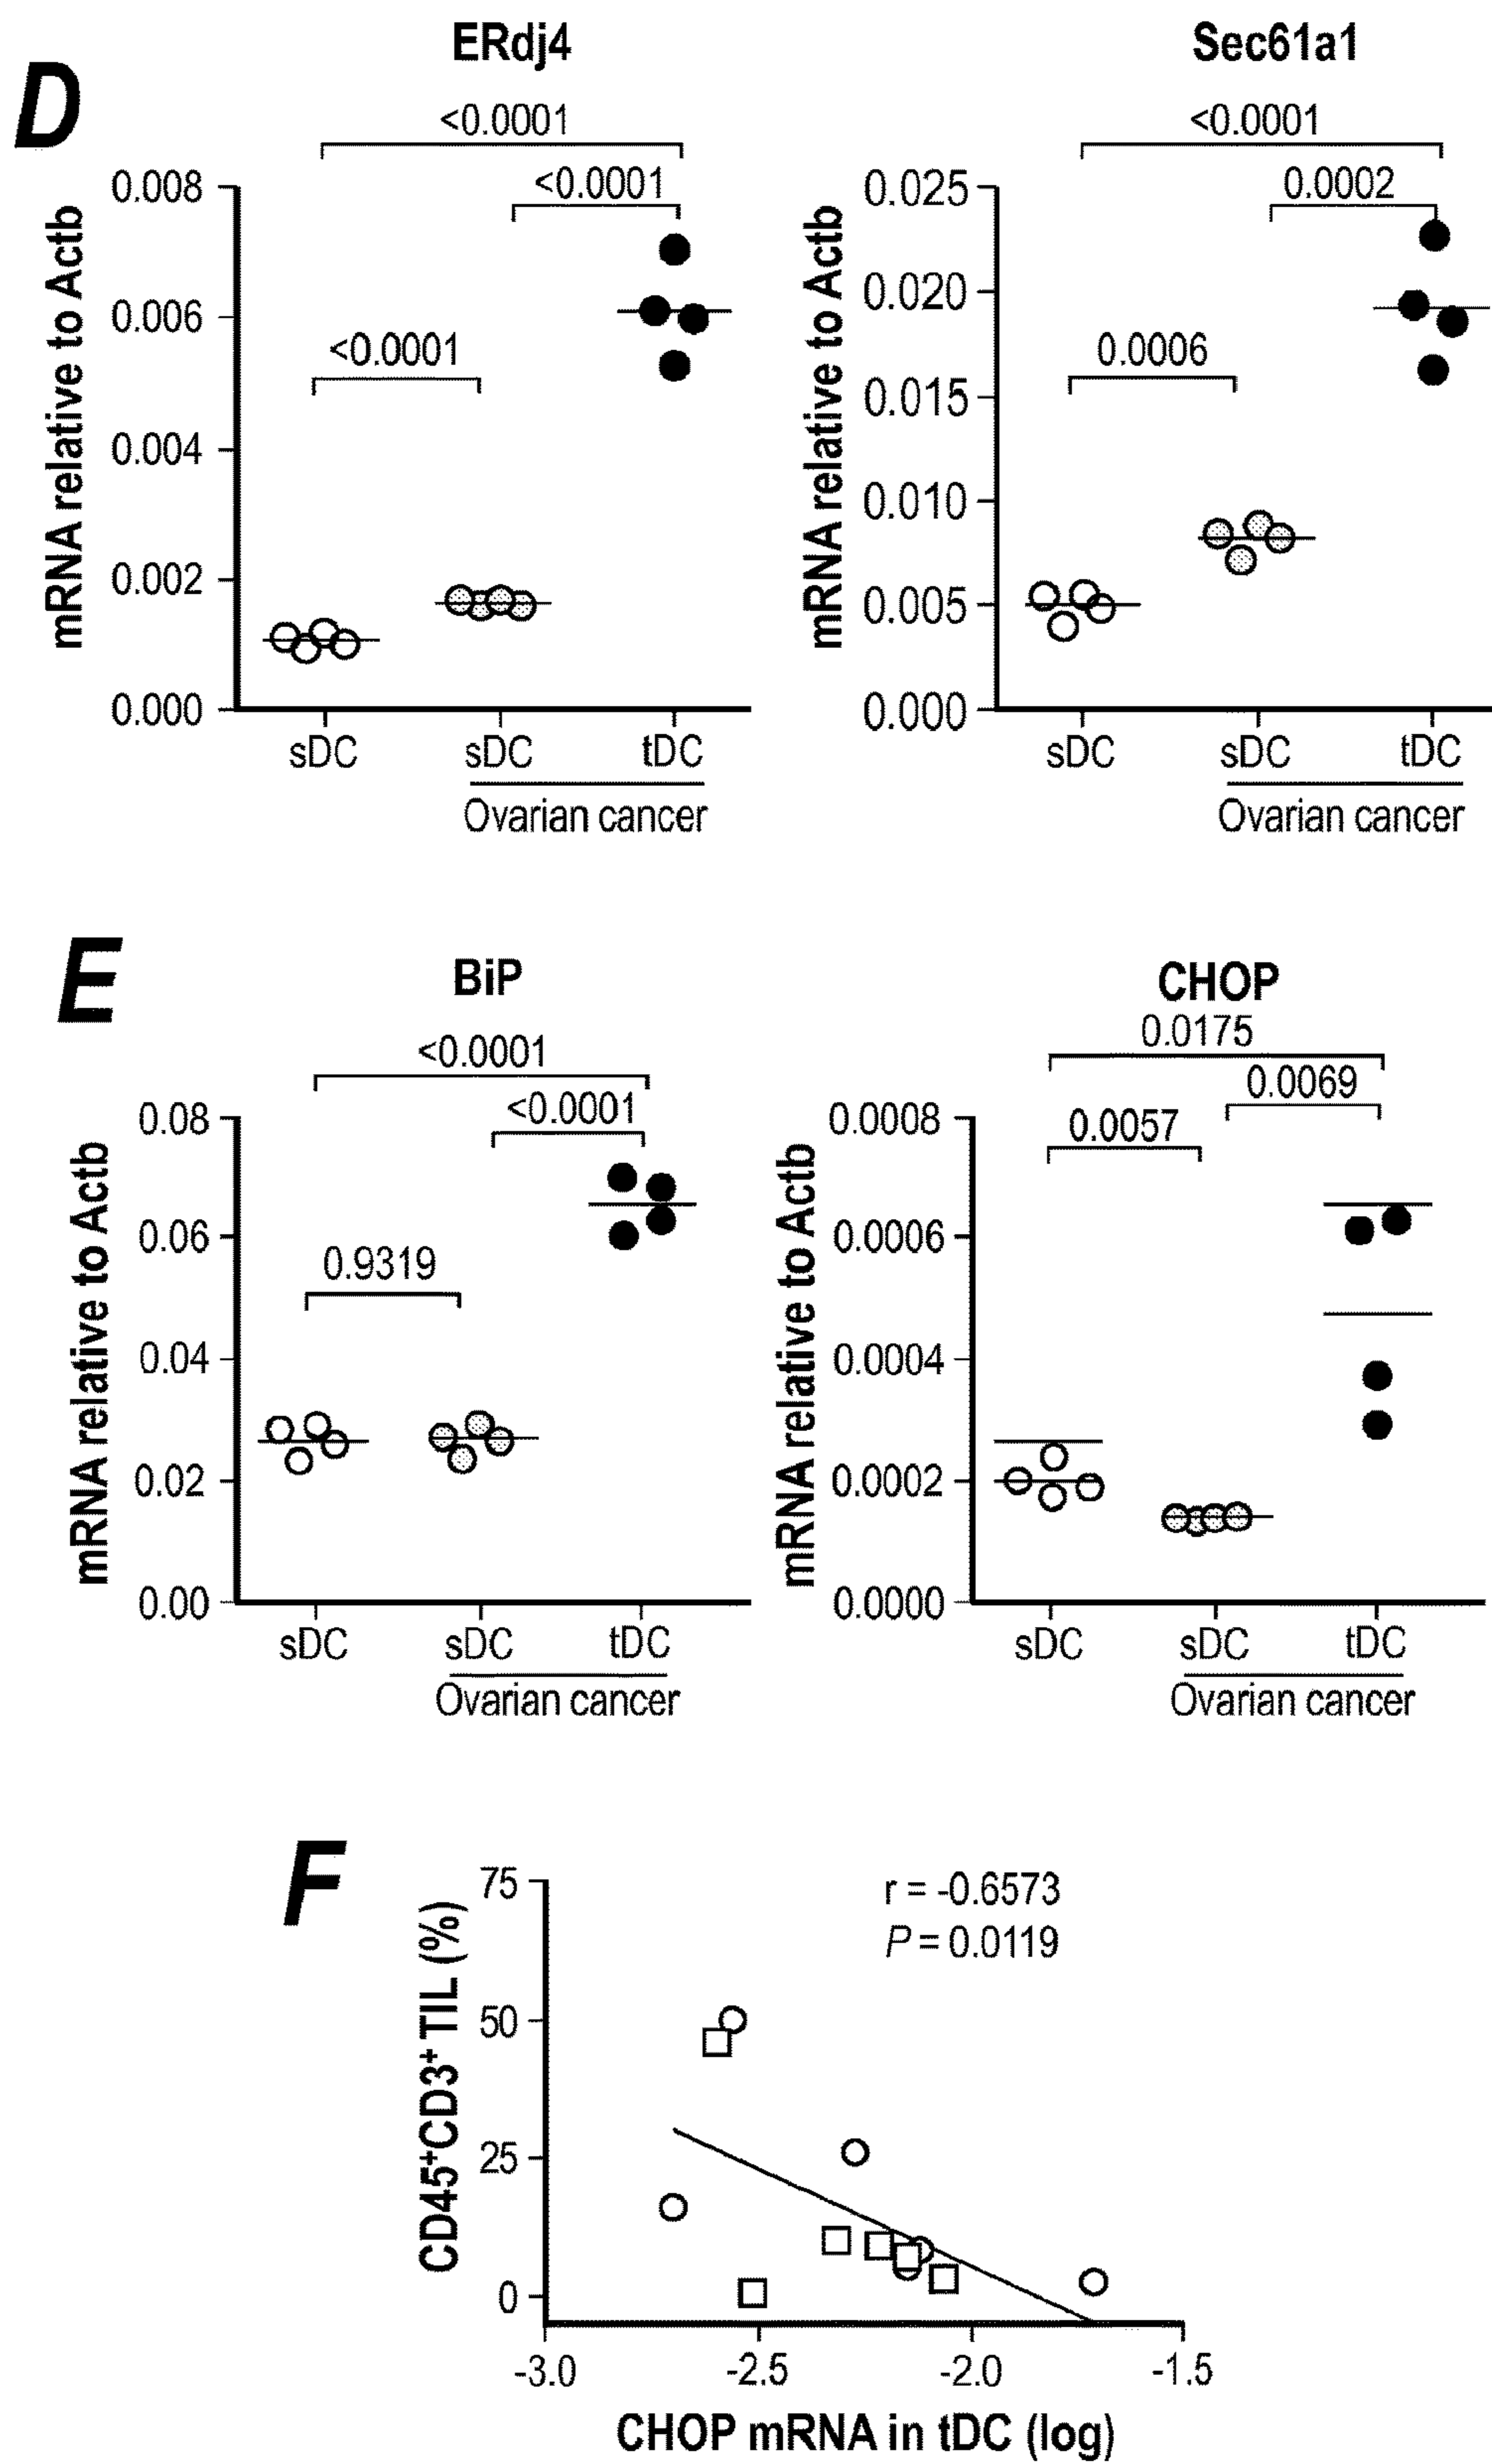 D
ERdj4
<0.0001
<0.0001
<0.0001
mRNA relative to Actb
0.008
0.006
0.004
0.002
0.000
sDC
sDC
tDC
Ovarian cancer
Sec61a1
<0.0001
0.0002
0.0006
mRNA relative to Actb
0.025
0.020
0.015
0.010
0.005
0.000
sDC
sDC
tDC
Ovarian cancer
E
BiP
<0.0001
<0.0001
0.9319
mRNA relative to Actb
0.08
0.06
0.04
0.02
0.00
sDC
sDC
tDC
Ovarian cancer
CHOP
0.0175
0.0069
0.0057
mRNA relative to Actb
0.0008
0.0006
0.0004
0.0002
0.0000
sDC
sDC
tDC
Ovarian cancer
F
r = -0.6573
P = 0.0119
CD45⁺CD3⁺ TIL (%)
75
50
25
0
-3.0
-2.5
-2.0
-1.5
CHOP mRNA in tDC (log)